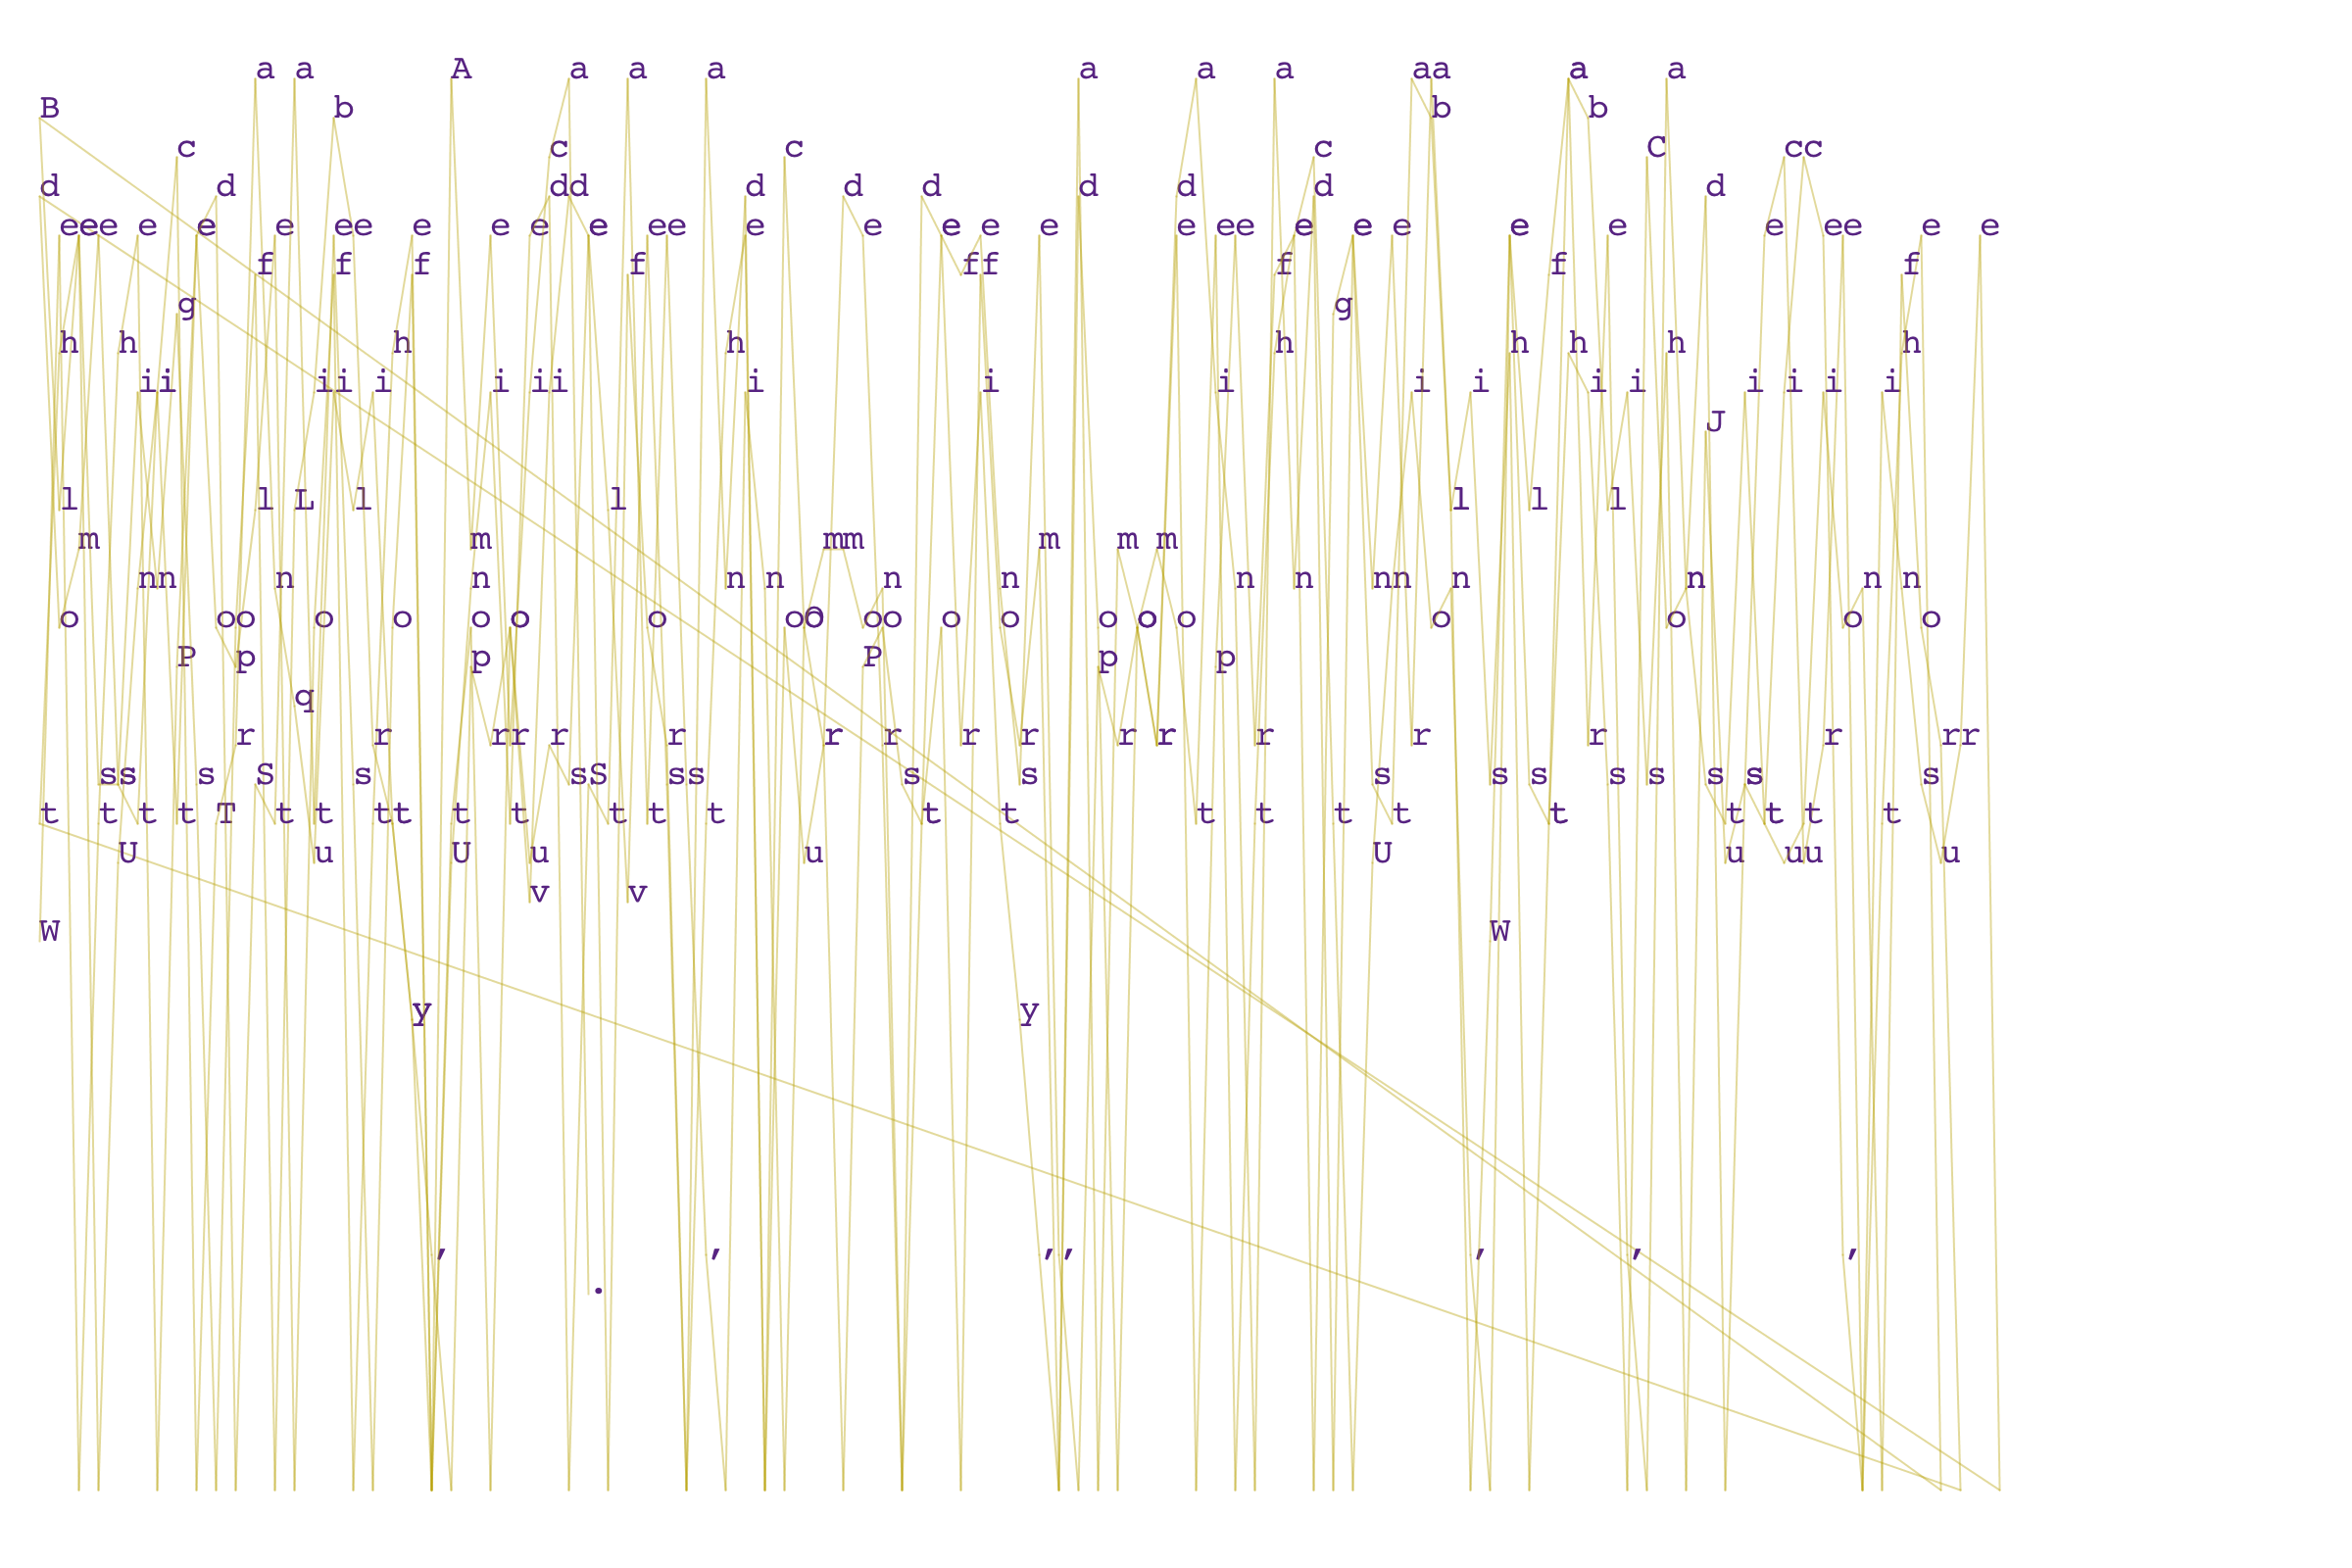 a a A a a a a a a aa a a
B b b b
c c c C cc
d d dd d d d d d d d
eee e e e ee e e e e ee e e e e e e ee e e e e e e ee e e
f f f f ff f f f
g g
h h h h h h h h h
ii ii i i ii i i i i i i i i i i i
J
l l L l l l l l
m m mm m m m
nn n n n n n n n n nn n n n n
o oo o o o o o oO oo o o o o o o o o o
P p p P p p
q
r r rr r r r r r r r r r r r r rr
ss s S s s S ss s s s s s s s s s
t t t t T t t tt t t t t t t t t t t t t t t t t
U u U u u U u uu u
v v
W W
y y
, , , , , , ,
.